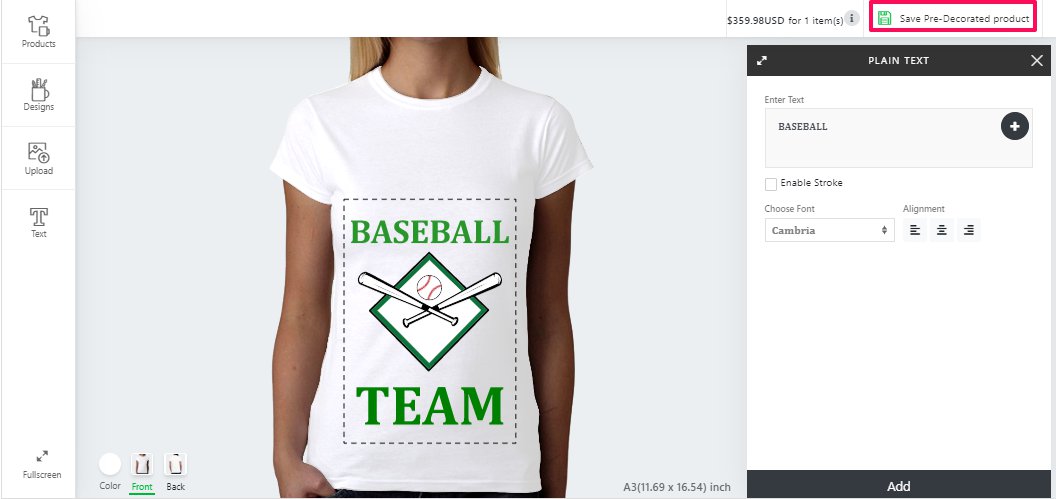 $359.98USD for 1 item(s) i
Save Pre-Decorated product
Products
Designs
Upload
Text
Fullscreen
BASEBALL
TEAM
Color
Front
Back
A3(11.69 x 16.54) inch
PLAIN TEXT
Enter Text
BASEBALL
Enable Stroke
Choose Font
Alignment
Cambria
Add